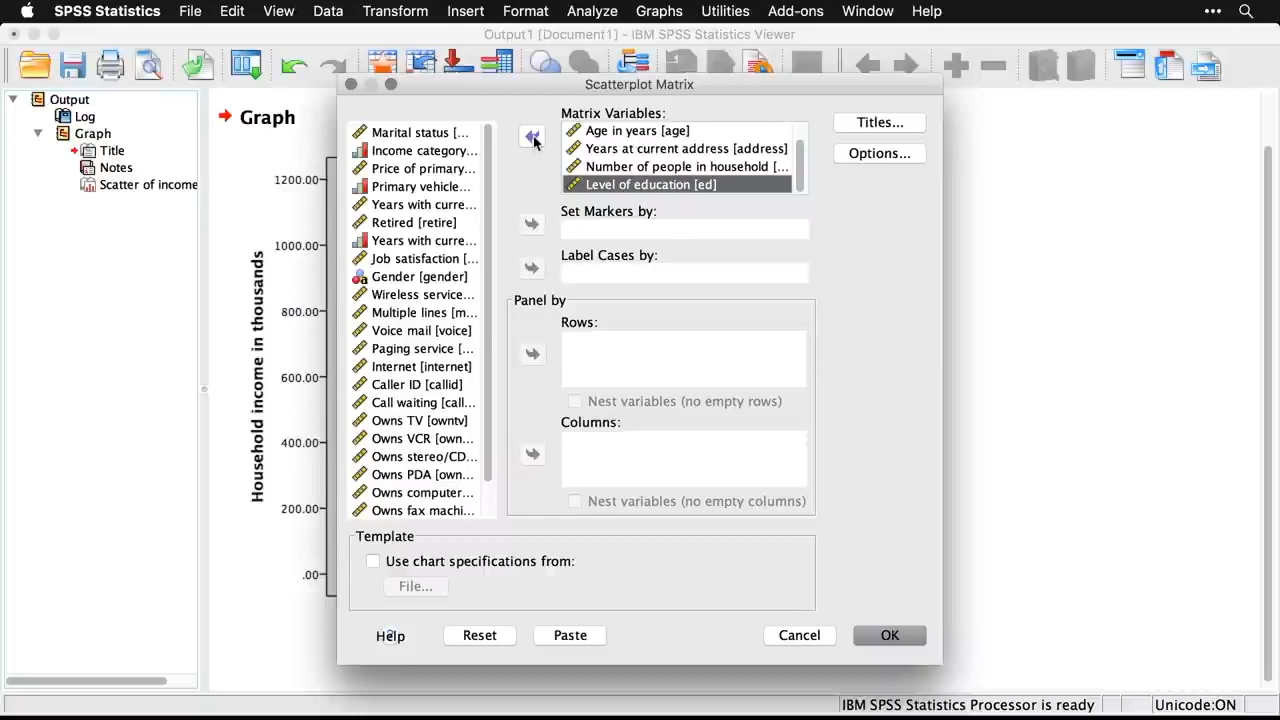 SPSS Statistics File Edit View Data Transform Insert Format Analyze Graphs Utilities Add-ons Window Help
Output1 [Document1] - IBM SPSS Statistics Viewer
Output
Log
Graph
Title
Notes
Scatter of income
Graph
1200.00
1000.00
800.00
600.00
400.00
200.00
.00
Household income in thousands
Scatterplot Matrix
Marital status [...
Income category...
Price of primary...
Primary vehicle...
Years with curre...
Retired [retire]
Years with curre...
Job satisfaction [...
Gender [gender]
Wireless service...
Multiple lines [m...
Voice mail [voice]
Paging service [...
Internet [internet]
Caller ID [callid]
Call waiting [call...
Owns TV [owntv]
Owns VCR [own...
Owns stereo/CD...
Owns PDA [own...
Owns computer...
Owns fax machi...
Matrix Variables:
Age in years [age]
Years at current address [address]
Number of people in household [...
Level of education [ed]
Set Markers by:
Label Cases by:
Panel by
Rows:
Nest variables (no empty rows)
Columns:
Nest variables (no empty columns)
Titles...
Options...
Template
Use chart specifications from:
File...
Help Reset Paste Cancel OK
IBM SPSS Statistics Processor is ready Unicode:ON